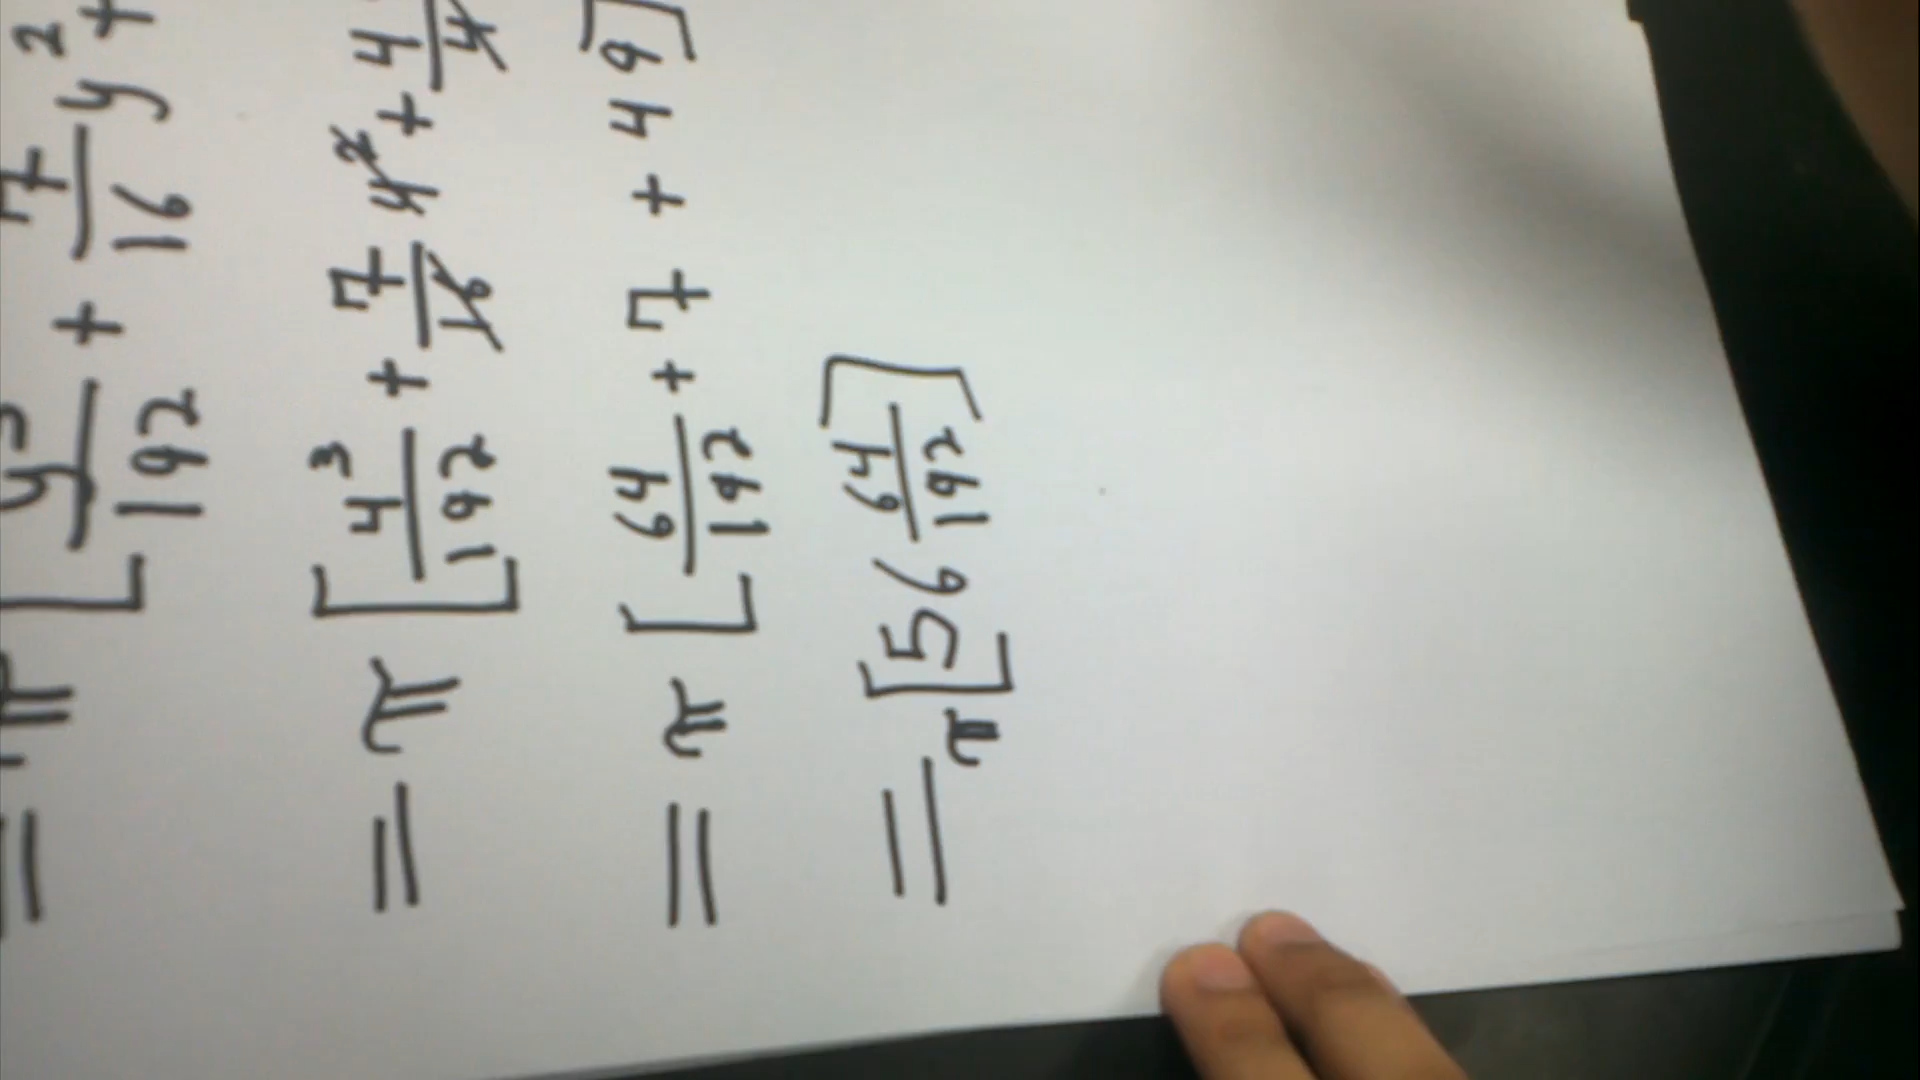 = π [ y³/192 + 7/16 y² +
= π [ 4³/192 + 7/16 4² + 4/4
= π [ 64/192 + 7 + 49 ]
= π [ 56 64/192 ]